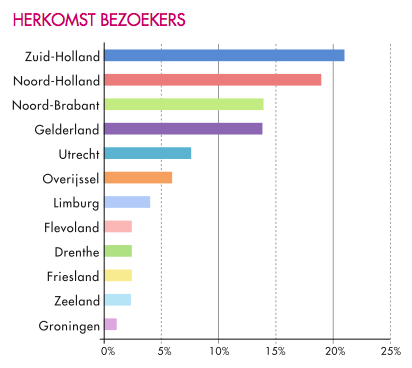 HERKOMST BEZOEKERS
Zuid-Holland
Noord-Holland
Noord-Brabant
Gelderland
Utrecht
Overijssel
Limburg
Flevoland
Drenthe
Friesland
Zeeland
Groningen
0% 5% 10% 15% 20% 25%